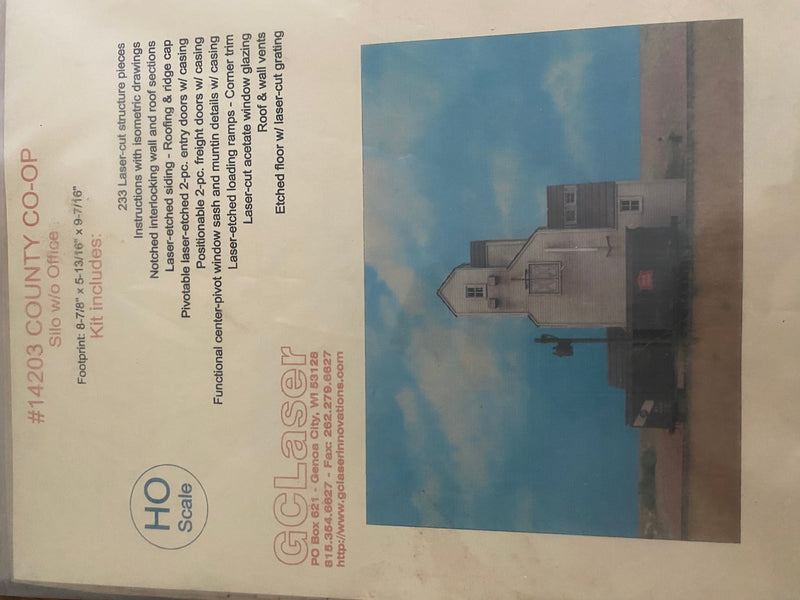 #14203 COUNTY CO-OP
Silo w/o Office
Footprint: 8-7/8" x 5-13/16" x 9-7/16"
Kit includes:
233 Laser-cut structure pieces
Instructions with isometric drawings
Notched interlocking wall and roof sections
Laser-etched siding - Roofing & ridge cap
Pivotable laser-etched 2-pc. entry doors w/ casing
Positionable 2-pc. freight doors w/ casing
Functional center-pivot window sash and muntin details w/ casing
Laser-etched loading ramps - Corner trim
Laser-cut acetate window glazing
Roof & wall vents
Etched floor w/ laser-cut grating
HO
Scale
GCLaser
PO Box 621 - Genoa City, WI 53128
815.354.6627 - Fax: 262.279.6627
http://www.gclaserinnovations.com